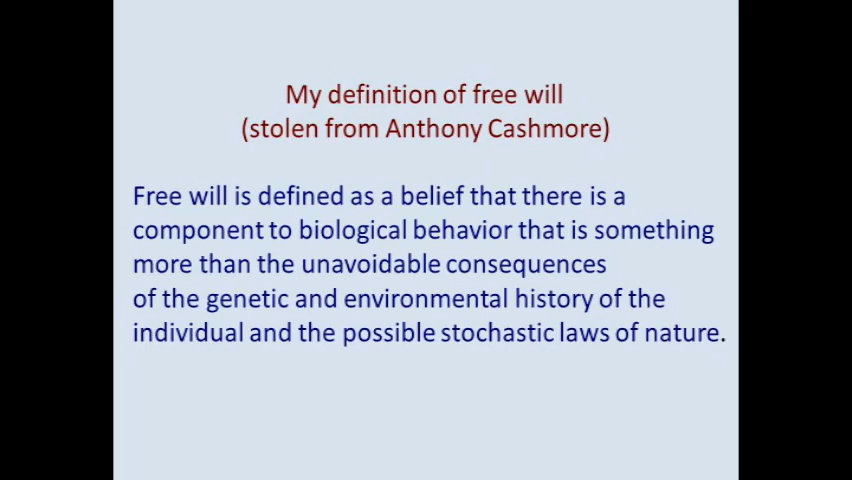 My definition of free will
(stolen from Anthony Cashmore)
Free will is defined as a belief that there is a
component to biological behavior that is something
more than the unavoidable consequences
of the genetic and environmental history of the
individual and the possible stochastic laws of nature.